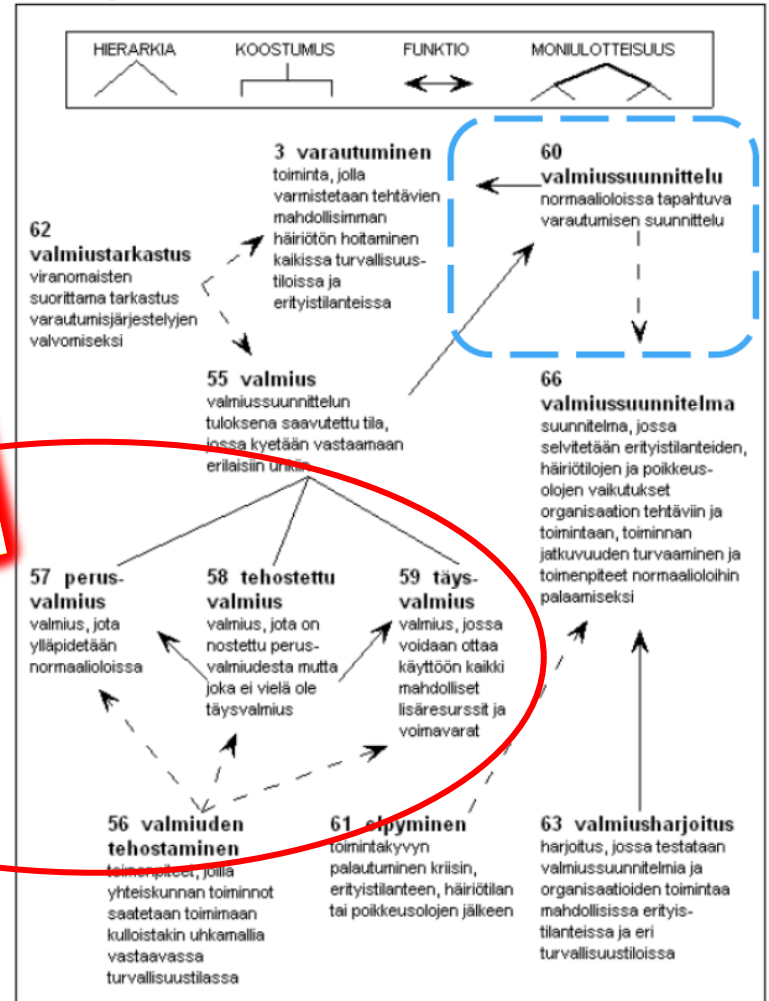 HIERARKIA KOOSTUMUS FUNKTIO MONIULOTTEISUUS
3 varautuminen
toiminta, jolla
varmistetaan tehtävien
mahdollisimman
häiriötön hoitaminen
kaikissa turvallisuus-
tiloissa ja
erityistilanteissa
60
valmiussuunnittelu
normaalioloissa tapahtuva
varautumisen suunnittelu
62
valmiustarkastus
viranomaisten
suorittama tarkastus
varautumisjärjestelyjen
valvomiseksi
55 valmius
valmiussuunnittelun
tuloksena saavutettu tila,
jossa kyetään vastaamaan
erilaisiin uhkiin
66
valmiussuunnitelma
suunnitelma, jossa
selvitetään erityistilanteiden,
häiriötilojen ja poikkeus-
olojen vaikutukset
organisaation tehtäviin ja
toimintaan, toiminnan
jatkuvuuden turvaaminen ja
toimenpiteet normaalioloihin
palaamiseksi
57 perus-
valmius
valmius, jota
ylläpidetään
normaalioloissa
58 tehostettu
valmius
valmius, jota on
nostettu perus-
valmiudesta mutta
joka ei vielä ole
täysvalmius
59 täys-
valmius
valmius, jossa
voidaan ottaa
käyttöön kaikki
mahdolliset
lisäresurssit ja
voimavarat
56 valmiuden
tehostaminen
toimenpiteet, joilla
yhteiskunnan toiminnot
saatetaan toimimaan
kulloistakin uhkamallia
vastaavassa
turvallisuustilassa
61 elpyminen
toimintakyvyn
palautuminen kriisin,
erityistilanteen, häiriötilan
tai poikkeusolojen jälkeen
63 valmiusharjoitus
harjoitus, jossa testataan
valmiussuunnitelmia ja
organisaatioiden toimintaa
mahdollisissa erityis-
tilanteissa ja eri
turvallisuustiloissa